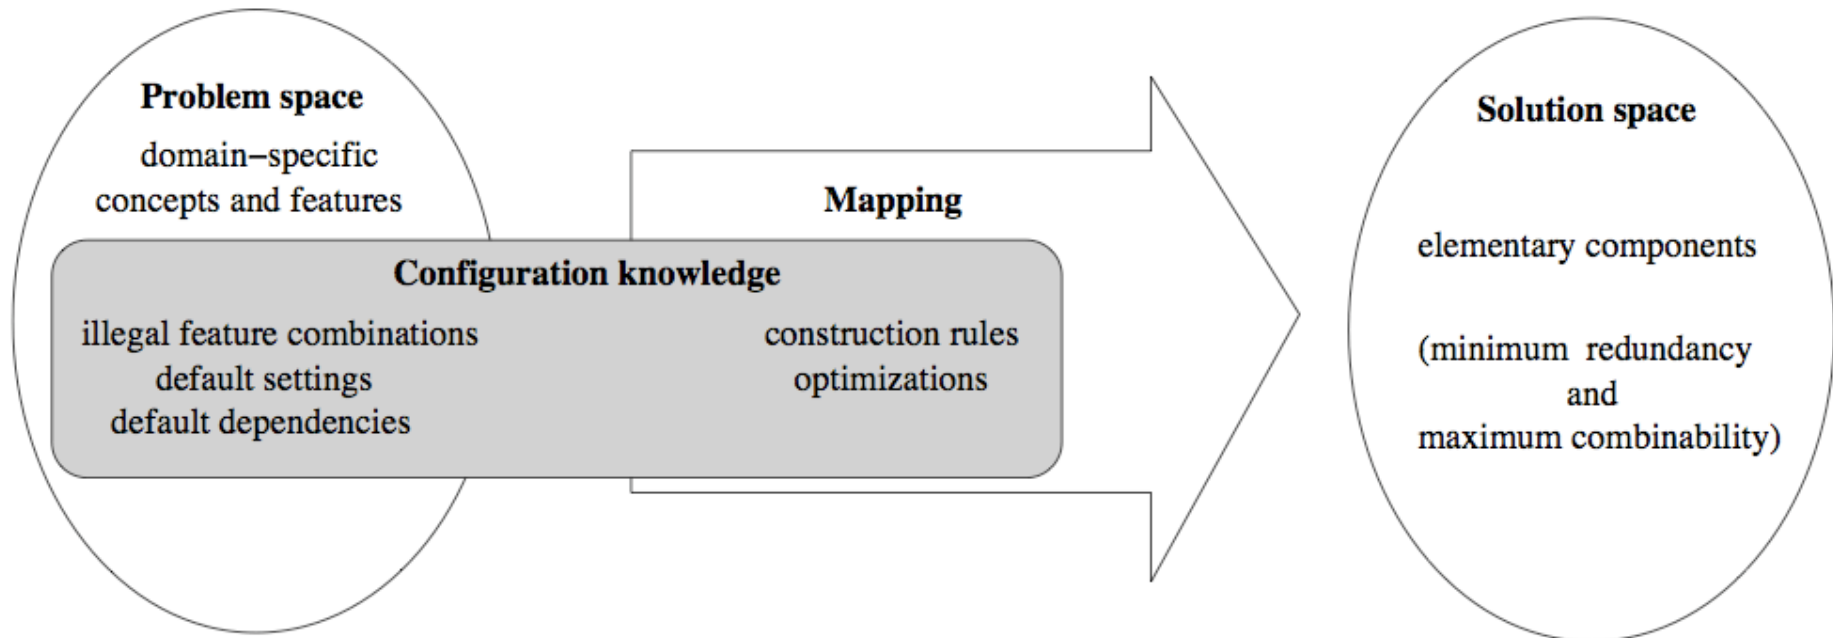 Problem space
domain–specific
concepts and features
Configuration knowledge
illegal feature combinations
default settings
default dependencies
Mapping
construction rules
optimizations
Solution space
elementary components
(minimum redundancy
and
maximum combinability)